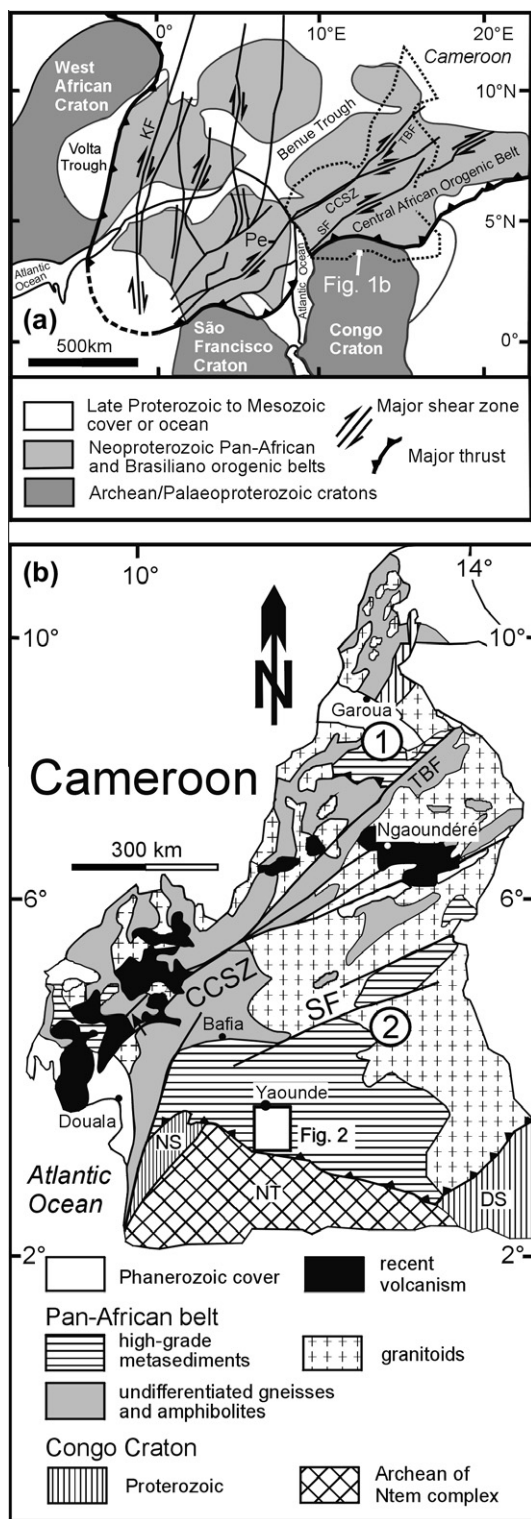 0°
10°E
20°E
Cameroon
West
African
Craton
10°N
Volta
Trough
KF
Benue Trough
TBF
CCSZ
SF
Central African Orogenic Belt
5°N
Pe
Atlantic
Ocean
Atlantic Ocean
Fig. 1b
(a)
São
Francisco
Craton
Congo
Craton
0°
500km
Late Proterozoic to Mesozoic
cover or ocean
Major shear zone
Neoproterozoic Pan-African
and Brasiliano orogenic belts
Major thrust
Archean/Palaeoproterozoic cratons
(b)
10°
14°
10°
10°
N
Garoua
1
Cameroon
TBF
Ngaoundéré
300 km
6°
6°
CCSZ
SF
Bafia
2
Yaounde
Douala
Fig. 2
NS
Atlantic
Ocean
NT
DS
2°
2°
Phanerozoic cover
recent
volcanism
Pan-African belt
high-grade
metasediments
granitoids
undifferentiated gneisses
and amphibolites
Congo Craton
Proterozoic
Archean of
Ntem complex